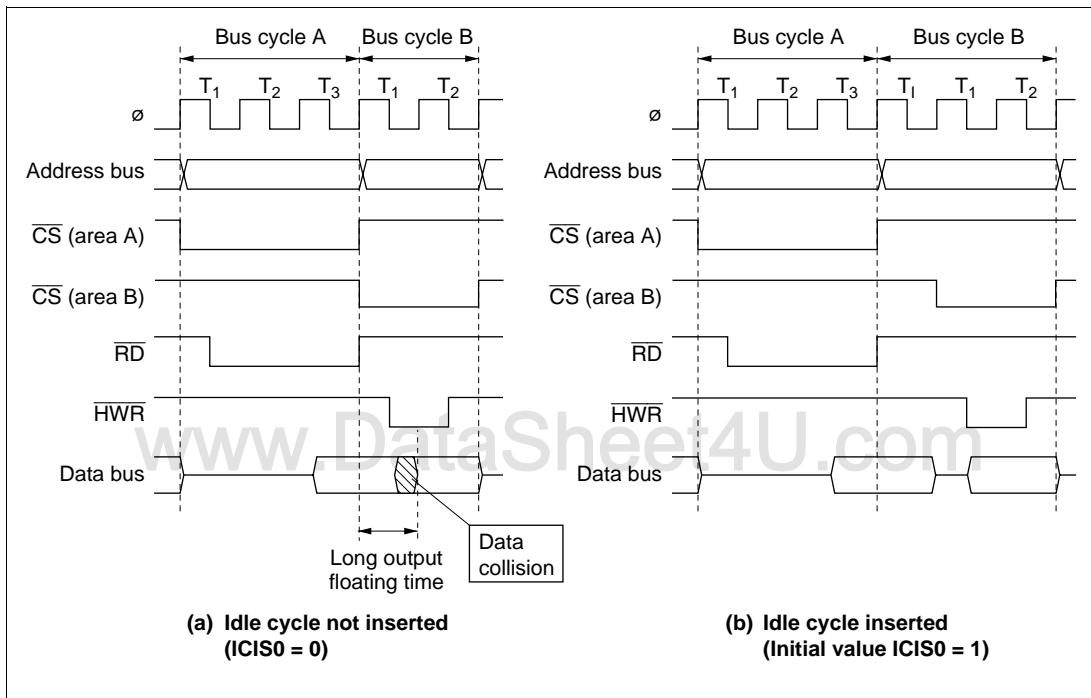 Bus cycle A Bus cycle B Bus cycle A Bus cycle B
T1 T2 T3 T1 T2 T1 T2 T3 TI T1 T2
ø ø
Address bus Address bus
CS (area A) CS (area A)
CS (area B) CS (area B)
RD RD
HWR HWR
www.DataSheet4U.com
Data bus Data bus
Long output
floating time
Data
collision
(a) Idle cycle not inserted
(ICIS0 = 0)
(b) Idle cycle inserted
(Initial value ICIS0 = 1)